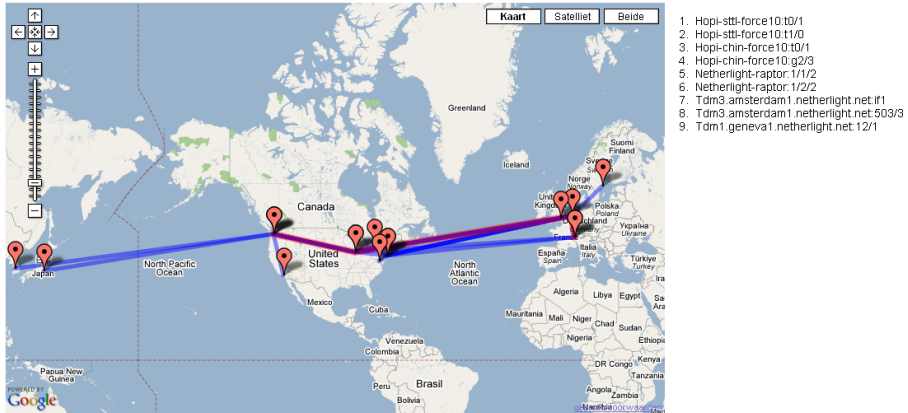 Kaart
Satelliet
Beide
1. Hopi-sttl-force10:t0/1
2. Hopi-sttl-force10:t1/0
3. Hopi-chin-force10:t0/1
4. Hopi-chin-force10:g2/3
5. Netherlight-raptor:1/1/2
6. Netherlight-raptor:1/2/2
7. Tdm3.amsterdam1.netherlight.net:if1
8. Tdm3.amsterdam1.netherlight.net:503/3
9. Tdm1.geneva1.netherlight.net:12/1
Greenland
Iceland
Suomi
Finland
Norge
Norway
Canada
Polska
Poland
Україна
Ukraine
France
United
States
España
Spain
Italia
Italy
Türkiye
Turkey
Japan
North Pacific
Ocean
North
Atlantic
Ocean
Mexico
Cuba
Algeria
Libya
Egypt
Mauritania
Mali
Niger
Chad
Sudan
Nigeria
Venezuela
Colombia
DR Congo
Kenya
Tanzania
Papua New
Guinea
Peru
Brasil
Bolivia
Angola
Zambia
Namibia
POWERED BY
Google